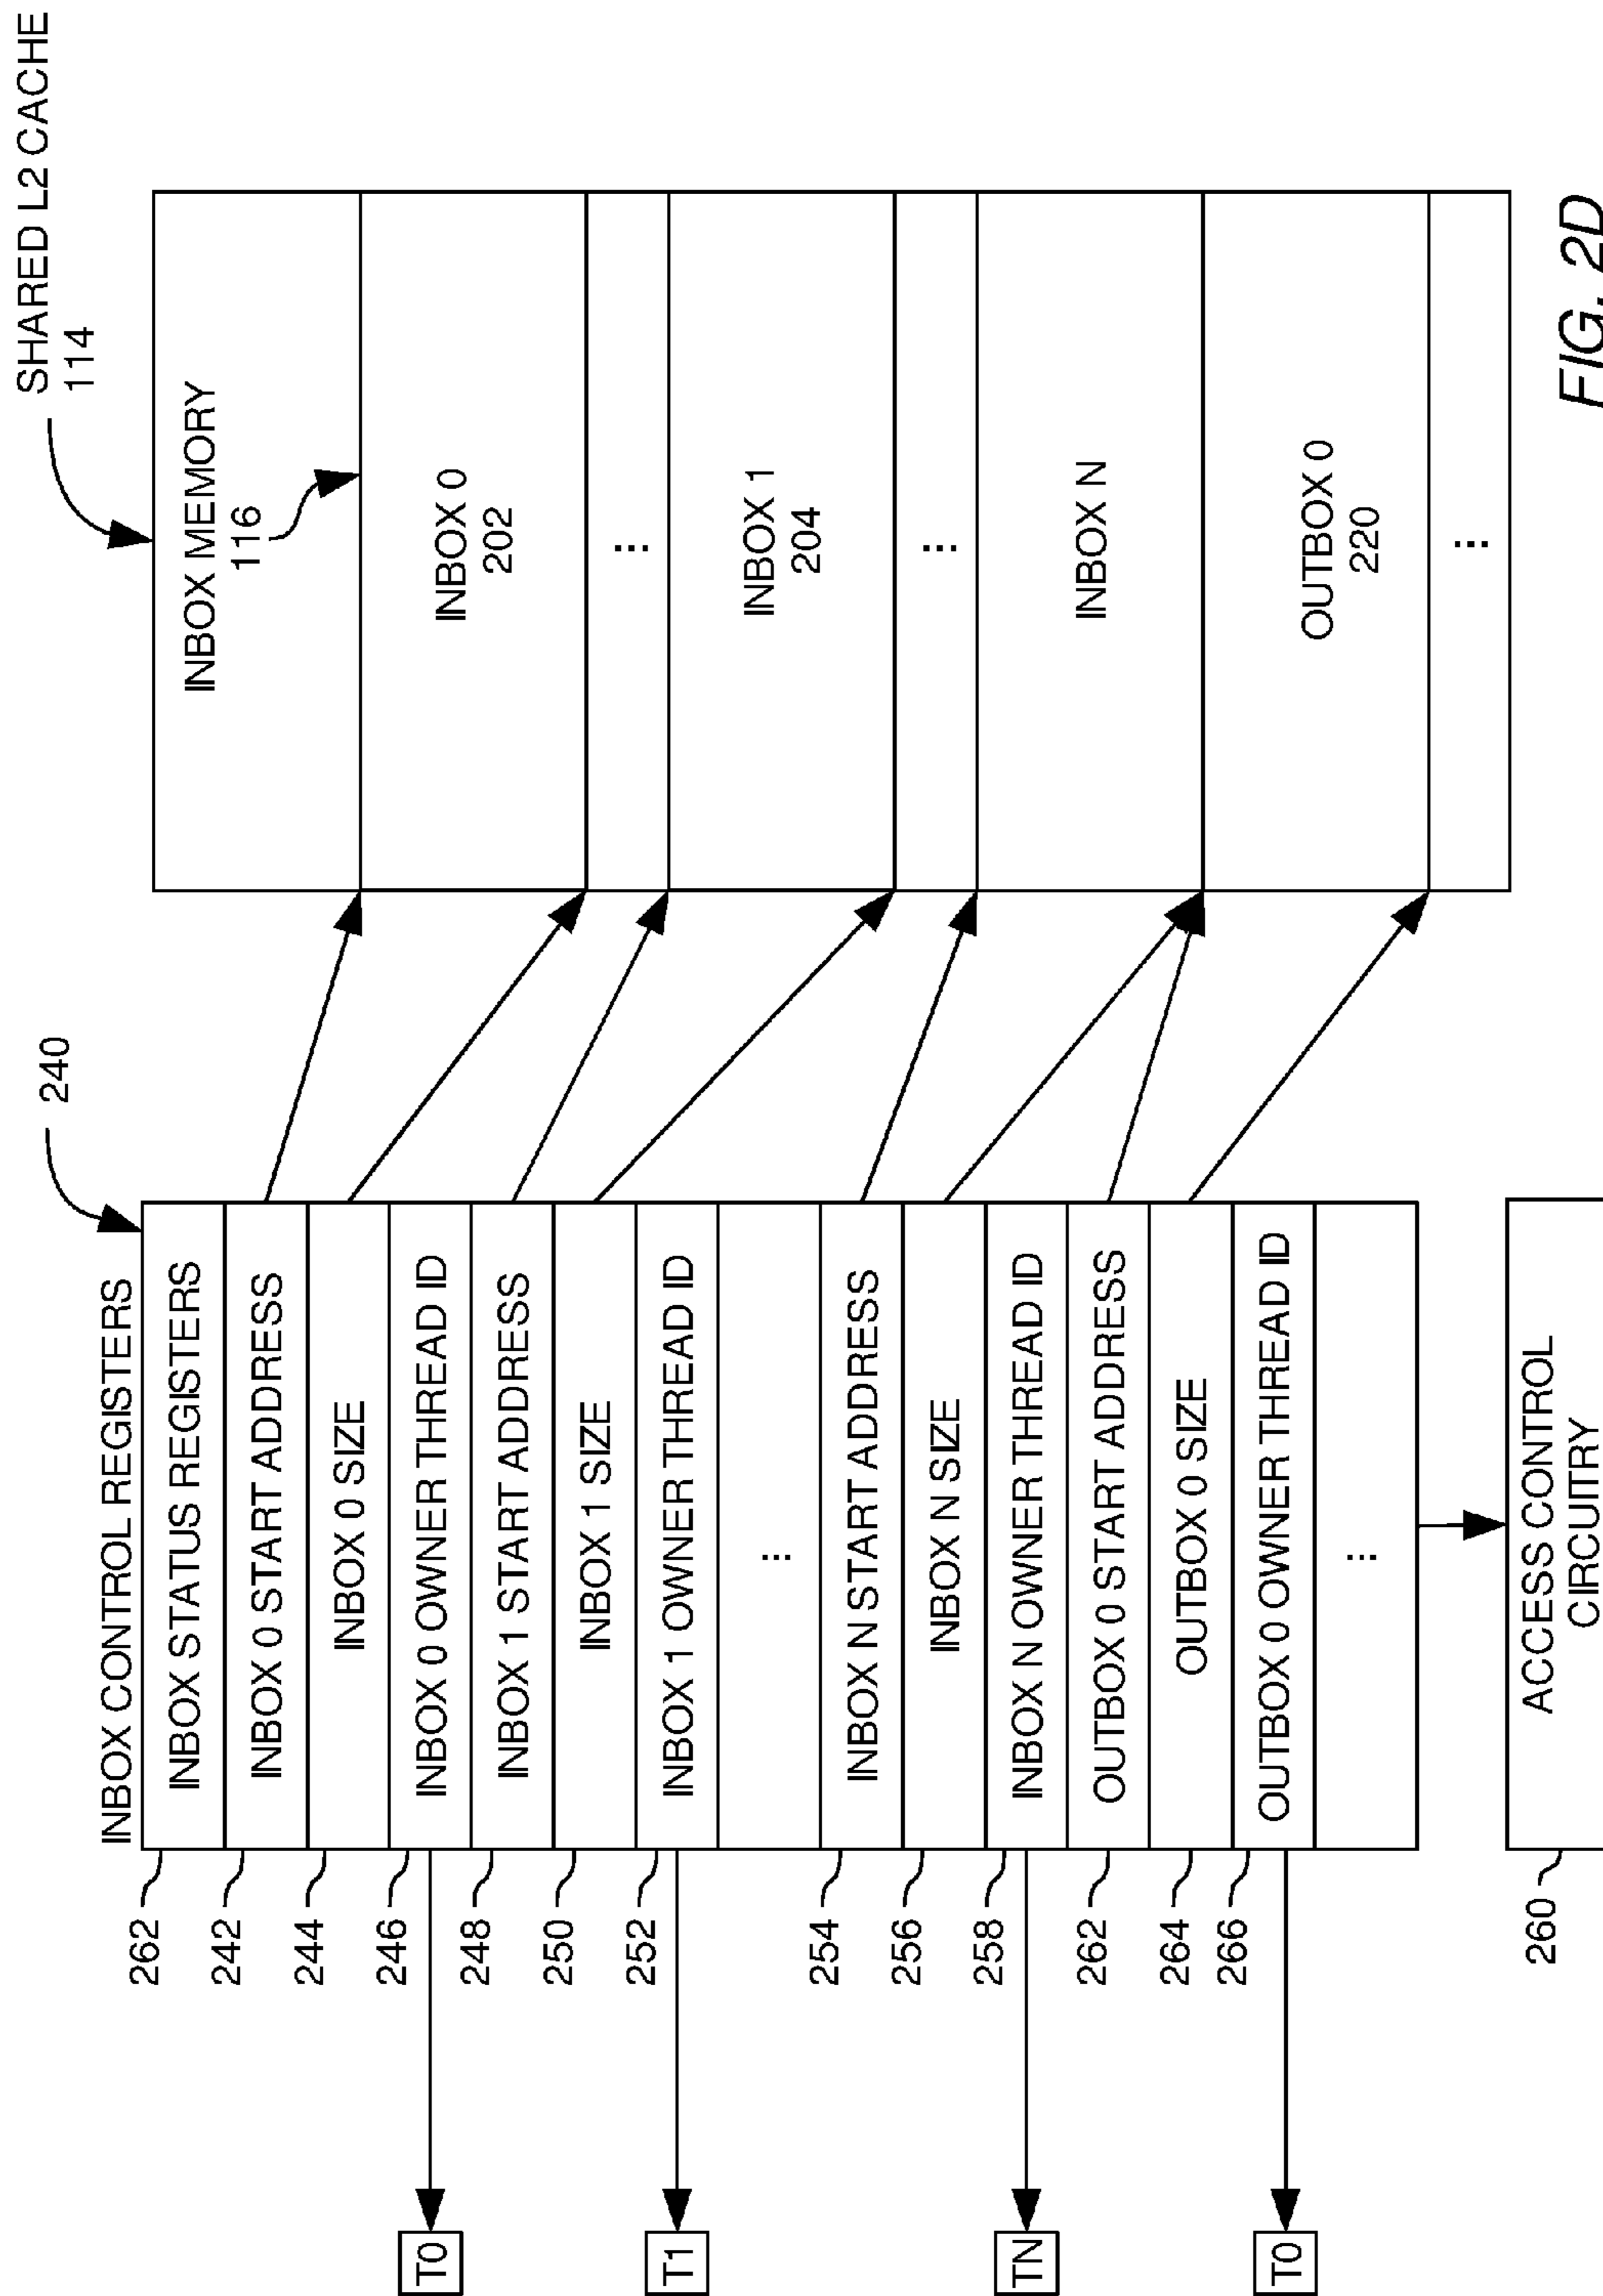 SHARED L2 CACHE
114
240
INBOX CONTROL REGISTERS
262
INBOX STATUS REGISTERS
242
INBOX 0 START ADDRESS
244
INBOX 0 SIZE
246
INBOX 0 OWNER THREAD ID
T0
248
INBOX 1 START ADDRESS
250
INBOX 1 SIZE
252
INBOX 1 OWNER THREAD ID
T1
...
254
INBOX N START ADDRESS
256
INBOX N SIZE
258
INBOX N OWNER THREAD ID
TN
262
OUTBOX 0 START ADDRESS
264
OUTBOX 0 SIZE
266
OUTBOX 0 OWNER THREAD ID
T0
...
260
ACCESS CONTROL
CIRCUITRY
INBOX MEMORY
116
INBOX 0
202
...
INBOX 1
204
...
INBOX N
OUTBOX 0
220
...
FIG. 2D